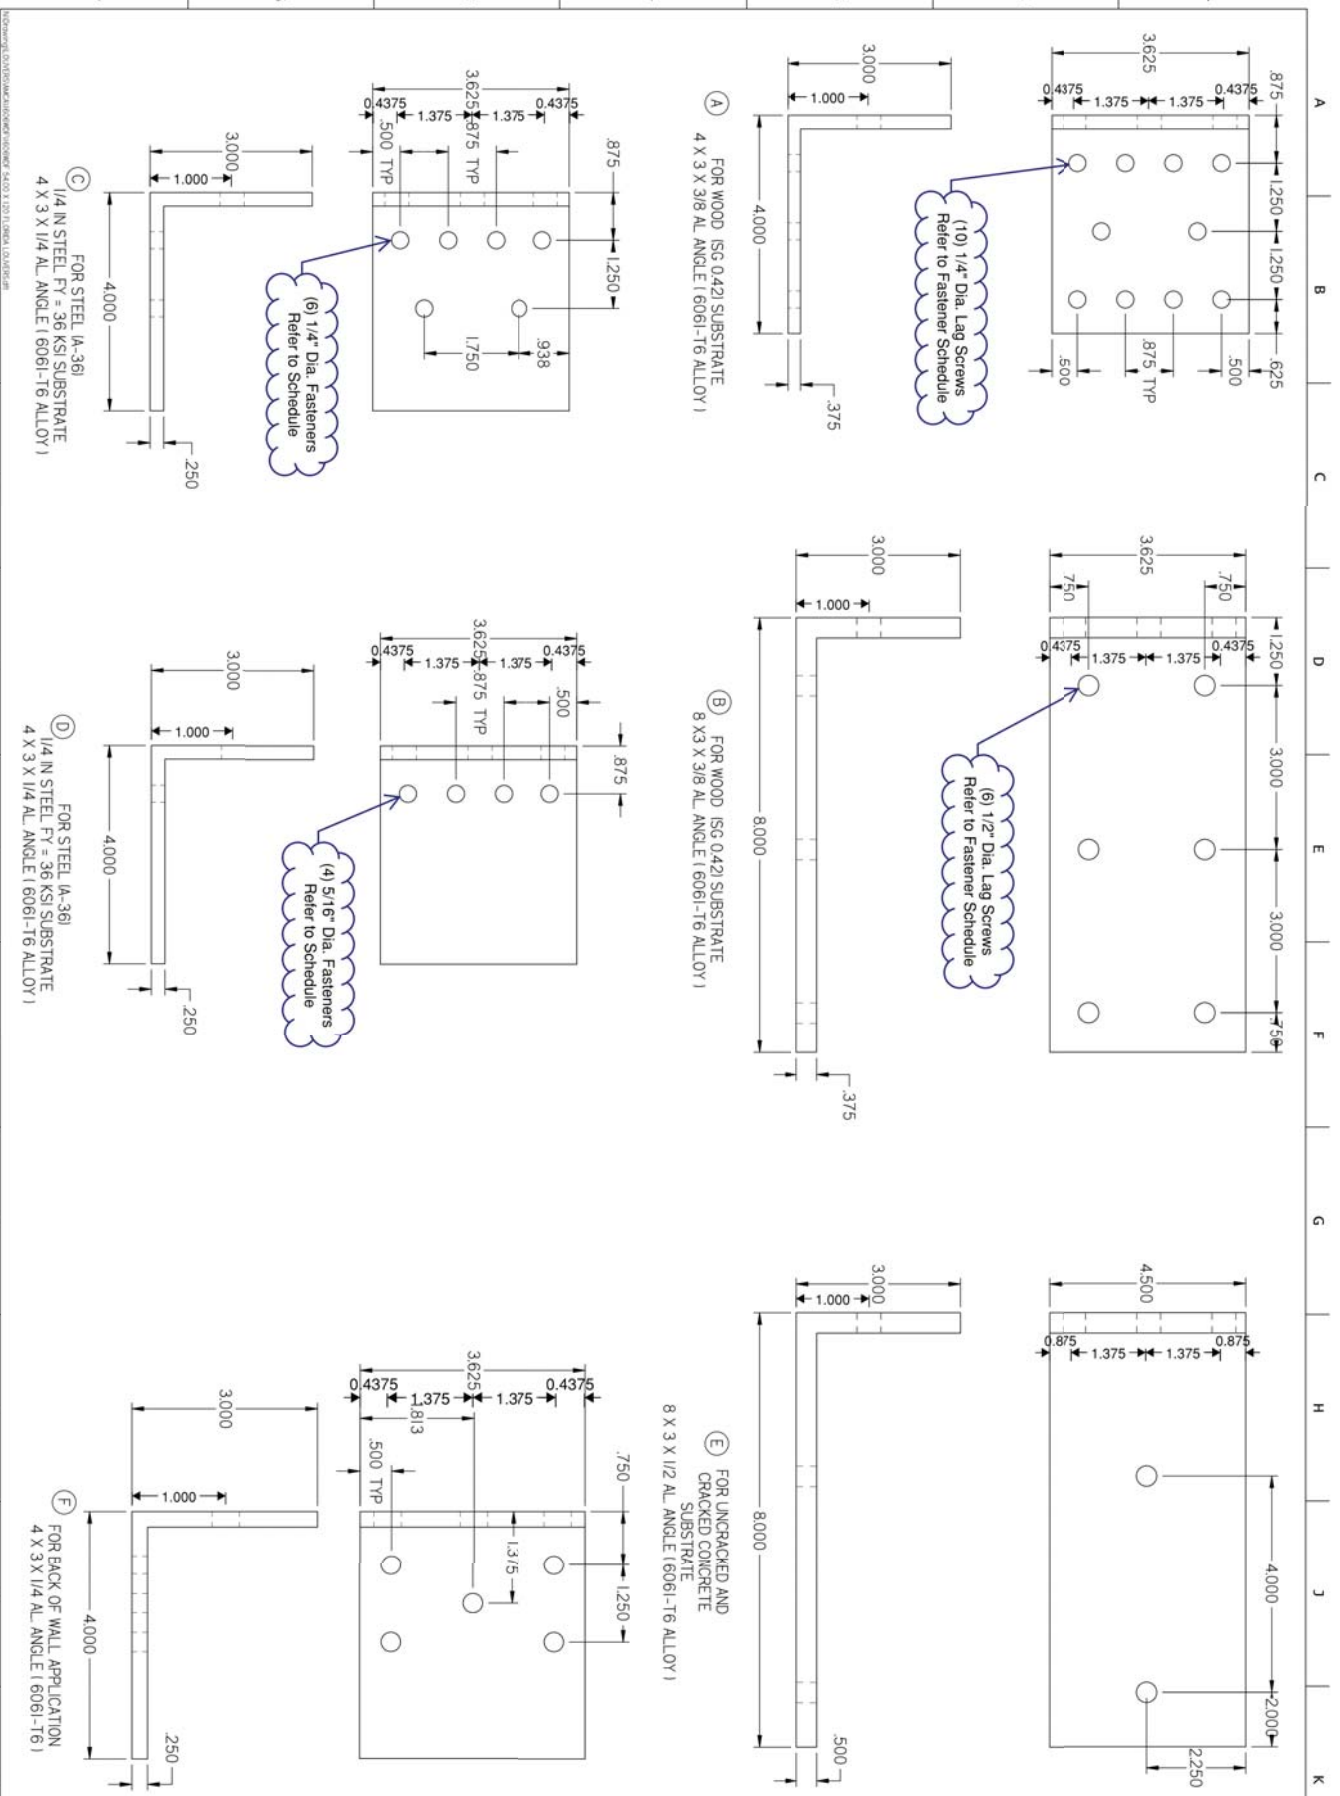 A
B
C
D
E
F
G
H
J
K
3.625
.875
0.4375
1.375
1.375
0.4375
1.250
1.250
.625
.500
.875 TYP
.500
(10) 1/4" Dia. Lag Screws
Refer to Fastener Schedule
3.000
1.000
4.000
.375
A
FOR WOOD (SG 0.42) SUBSTRATE
4 X 3 X 3/8 AL. ANGLE ( 6061-T6 ALLOY )
3.625
.750
.750
1.250
0.4375
1.375
1.375
0.4375
3.000
3.000
.750
(6) 1/2" Dia. Lag Screws
Refer to Fastener Schedule
3.000
1.000
8.000
.375
B
FOR WOOD (SG 0.42) SUBSTRATE
8 X3 X 3/8 AL. ANGLE ( 6061-T6 ALLOY )
4.500
0.875
1.375
1.375
0.875
4.000
2.000
2.250
3.000
1.000
8.000
.500
E
FOR UNCRACKED AND
CRACKED CONCRETE
SUBSTRATE
8 X 3 X 1/2 AL. ANGLE ( 6061-T6 ALLOY )
3.625
0.4375
1.375
1.375
0.4375
.500 TYP
.875 TYP
.875
1.250
1.750
.938
(6) 1/4" Dia. Fasteners
Refer to Schedule
3.000
1.000
4.000
.250
C
FOR STEEL (A-36)
1/4 IN STEEL FY = 36 KSI SUBSTRATE
4 X 3 X 1/4 AL. ANGLE ( 6061-T6 ALLOY )
3.625
0.4375
1.375
1.375
0.4375
.875 TYP
.500
.875
(4) 5/16" Dia. Fasteners
Refer to Schedule
3.000
1.000
4.000
.250
D
FOR STEEL (A-36)
1/4 IN STEEL FY = 36 KSI SUBSTRATE
4 X 3 X 1/4 AL. ANGLE ( 6061-T6 ALLOY )
3.625
0.4375
1.375
1.375
0.4375
1.813
.500 TYP
.750
1.375
1.250
3.000
1.000
4.000
.250
F
FOR BACK OF WALL APPLICATION
4 X 3 X 1/4 AL. ANGLE ( 6061-T6 )